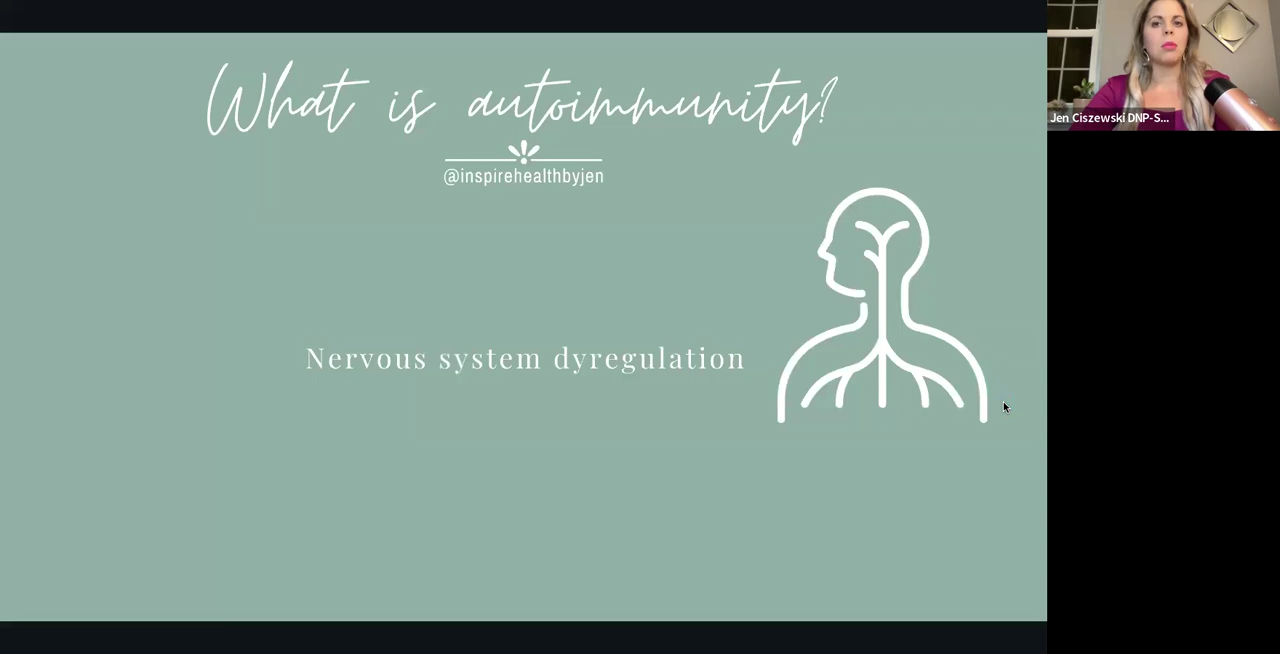 What is autoimmunity?
@inspirehealthbyjen
Nervous system dyregulation
Jen Ciszewski DNP-S...